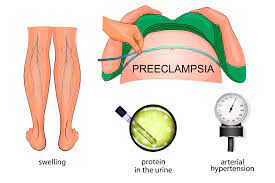 PREECLAMPSIA
swelling
protein
in the urine
arterial
hypertension